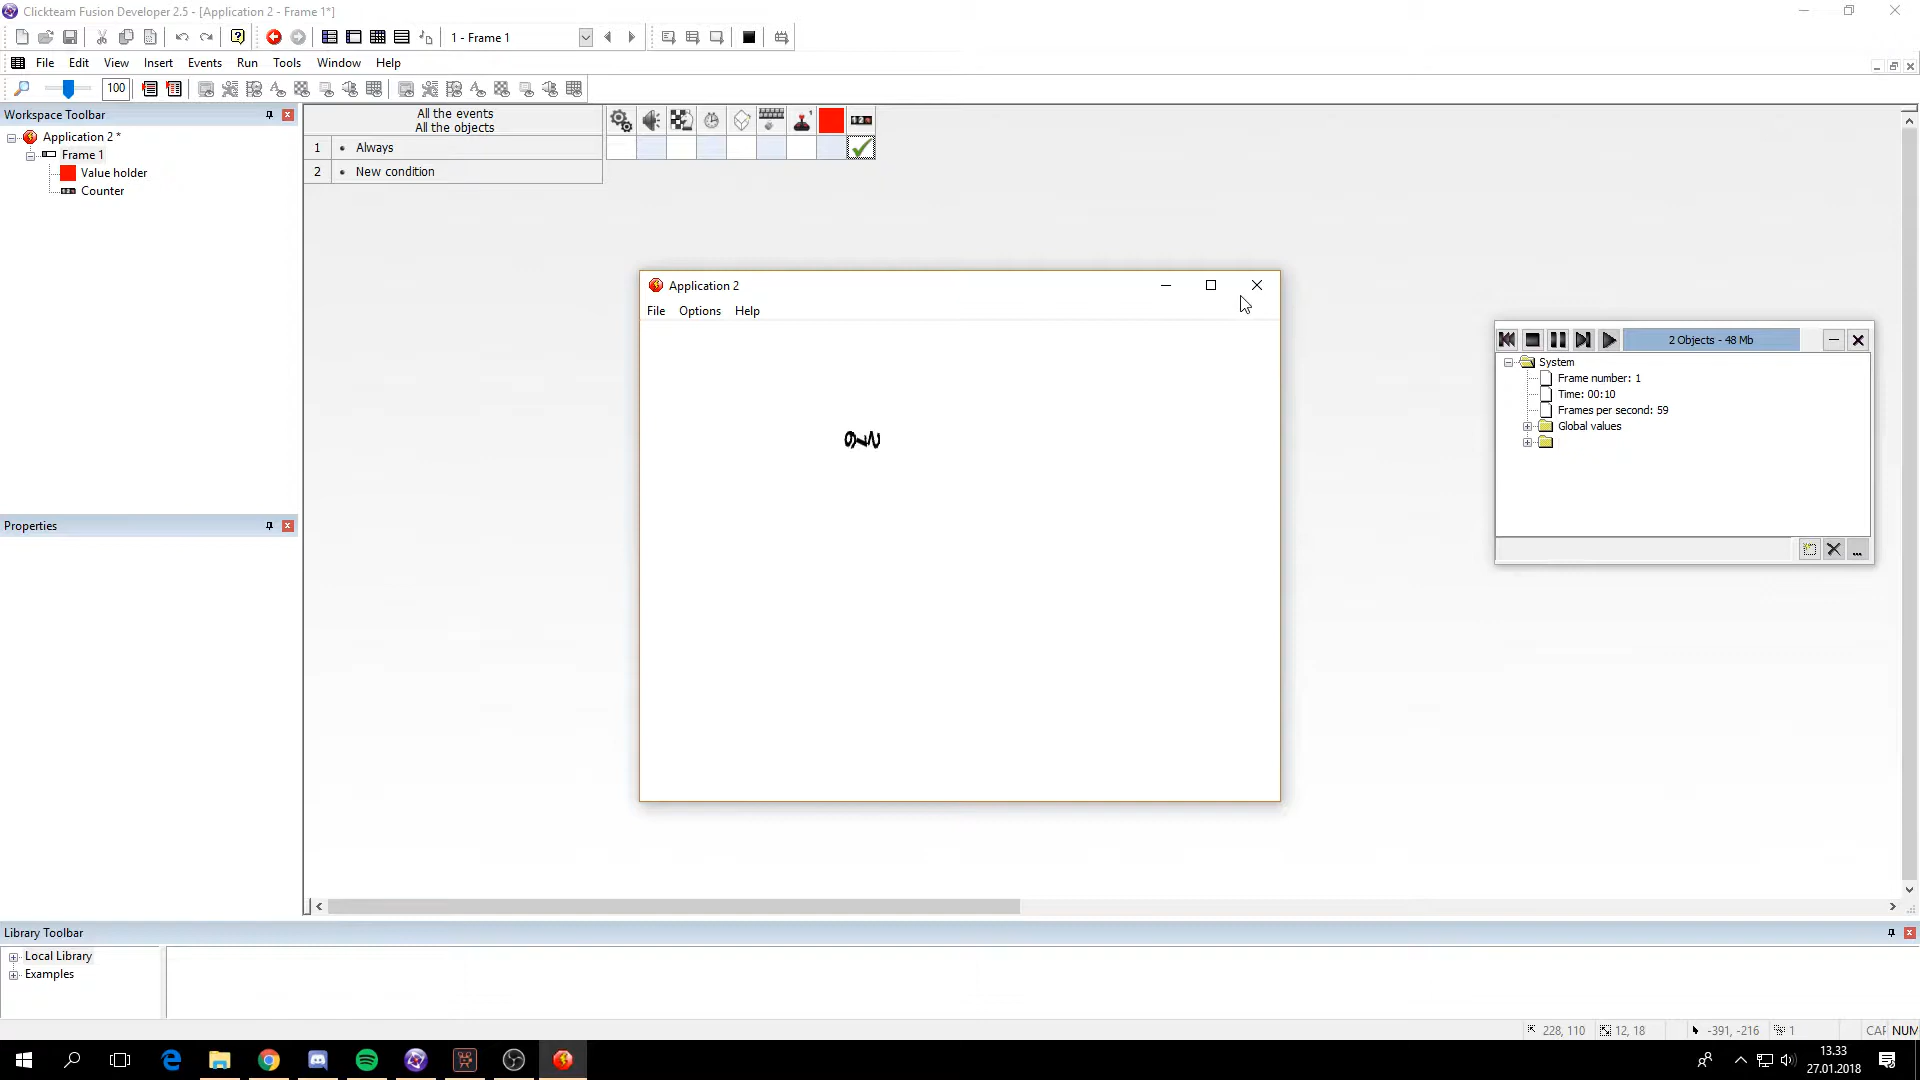 Clickteam Fusion Developer 2.5 - [Application 2 - Frame 1*]
1 - Frame 1
File Edit View Insert Events Run Tools Window Help
100
Workspace Toolbar
Application 2 *
Frame 1
Value holder
Counter
All the events
All the objects
1 Always
2 New condition
Application 2
File Options Help
2 Objects - 48 Mb
System
Frame number: 1
Time: 00:10
Frames per second: 59
Global values
...
Properties
Library Toolbar
Local Library
Examples
228, 110 12, 18 -391, -216 1 CAF NUM
13.33
27.01.2018